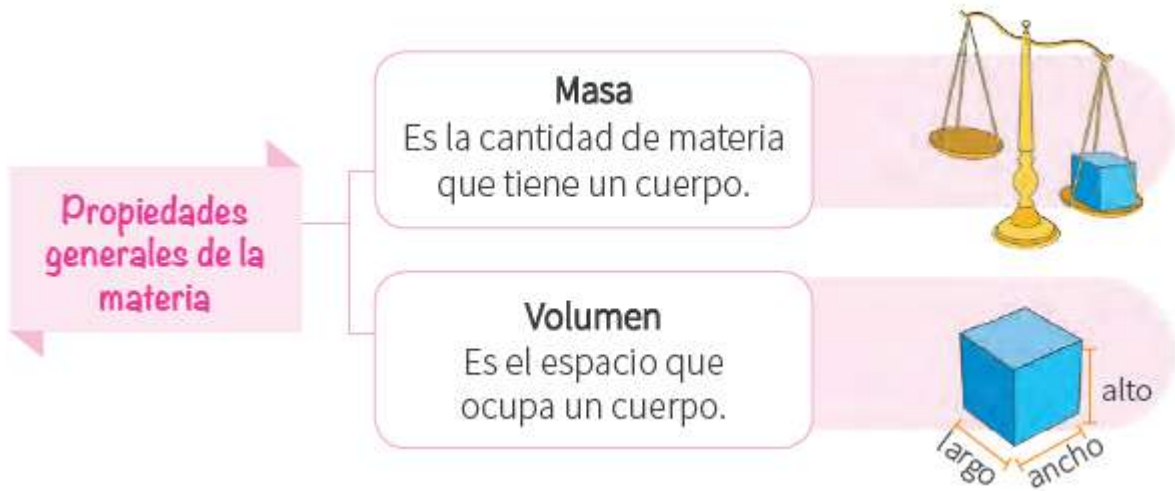 Propiedades
generales de la
materia
Masa
Es la cantidad de materia
que tiene un cuerpo.
Volumen
Es el espacio que
ocupa un cuerpo.
alto
largo
ancho